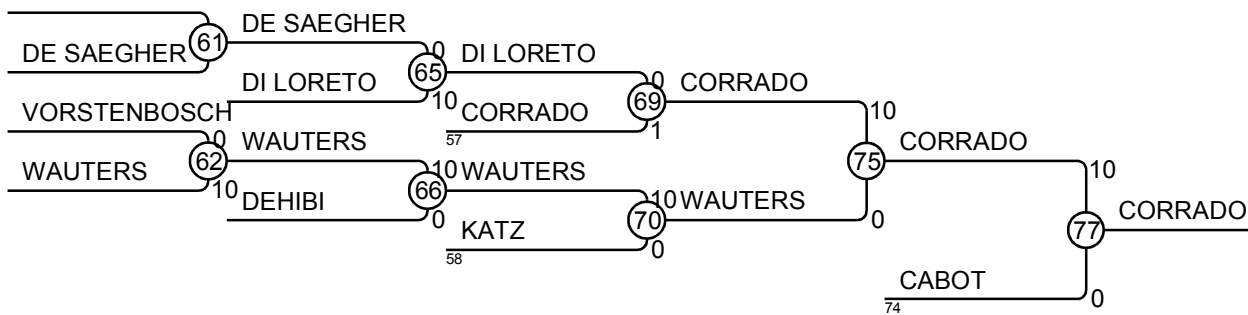 DE SAEGHER
61
DE SAEGHER
0
65
DI LORETO
10
DI LORETO
0
69
CORRADO
57
1
CORRADO
10
VORSTENBOSCH
0
62
WAUTERS
10
WAUTERS
10
66
DEHIBI
0
WAUTERS
10
70
KATZ
58
0
WAUTERS
0
75
CORRADO
10
77
CABOT
74
0
CORRADO